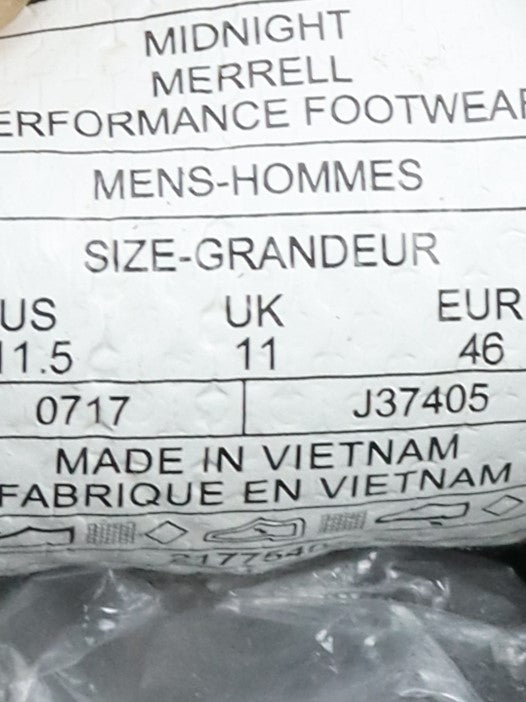 MIDNIGHT
MERRELL
ERFORMANCE FOOTWEAR
MENS-HOMMES
SIZE-GRANDEUR
US UK EUR
11.5 11 46
0717 J37405
MADE IN VIETNAM
FABRIQUE EN VIETNAM